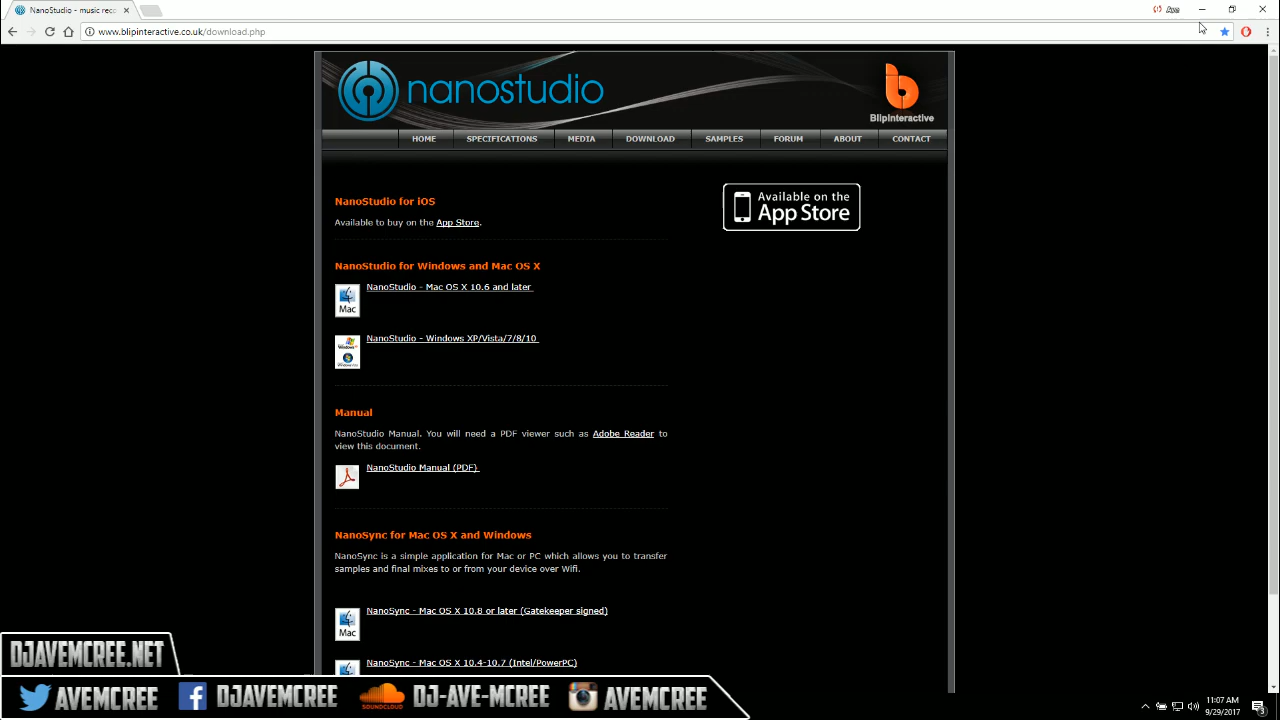 NanoStudio - music rec
Ave
www.blipinteractive.co.uk/download.php
nanostudio
BlipInteractive
HOME SPECIFICATIONS MEDIA DOWNLOAD SAMPLES FORUM ABOUT CONTACT
NanoStudio for iOS
Available to buy on the App Store.
Available on the
App Store
NanoStudio for Windows and Mac OS X
NanoStudio - Mac OS X 10.6 and later
Mac
NanoStudio - Windows XP/Vista/7/8/10
Manual
NanoStudio Manual. You will need a PDF viewer such as Adobe Reader to
view this document.
NanoStudio Manual (PDF)
NanoSync for Mac OS X and Windows
NanoSync is a simple application for Mac or PC which allows you to transfer
samples and final mixes to or from your device over Wifi.
NanoSync - Mac OS X 10.8 or later (Gatekeeper signed)
Mac
NanoSync - Mac OS X 10.4-10.7 (Intel/PowerPC)
DJAVEMCREE.NET
AVEMCREE DJAVEMCREE SOUNDCLOUD DJ-AVE-MCREE AVEMCREE
11:07 AM
9/29/2017